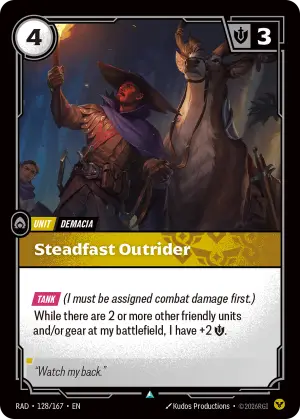 4
3
UNIT DEMACIA
Steadfast Outrider
TANK (I must be assigned combat damage first.)
While there are 2 or more other friendly units
and/or gear at my battlefield, I have +2.
“Watch my back.”
RAD • 128/167 • EN
Kudos Productions • ©2026RGI